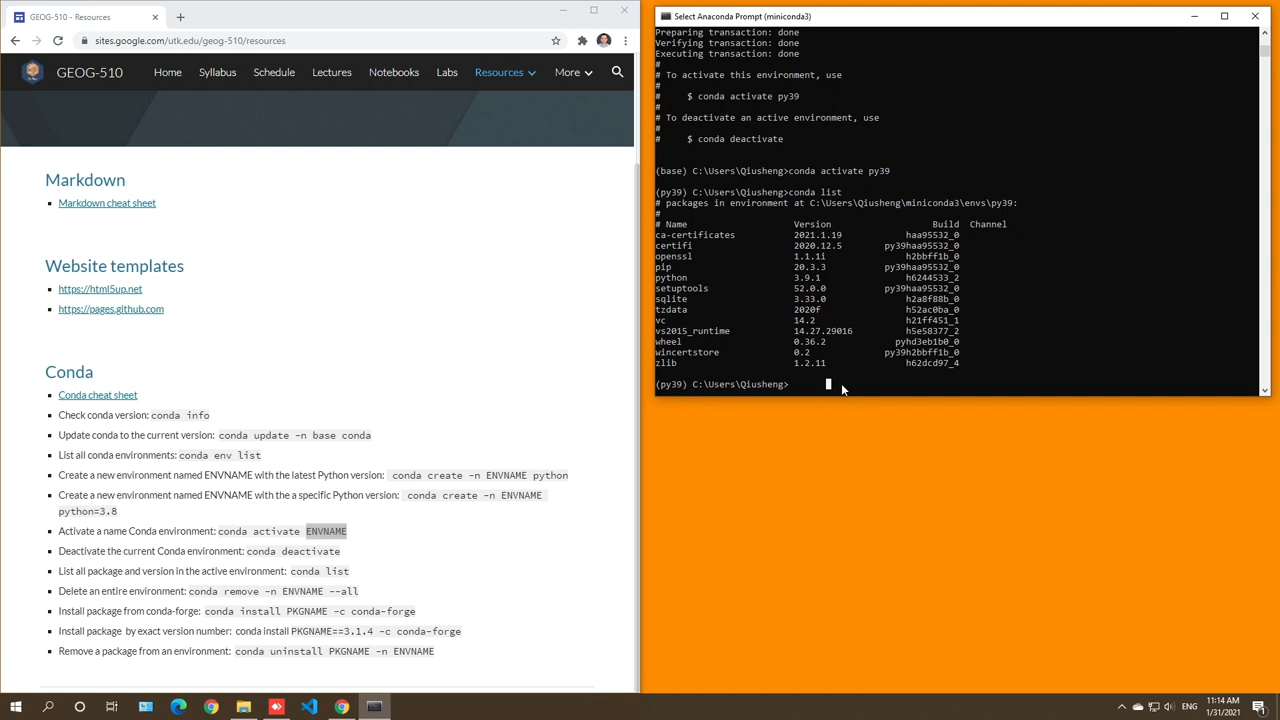 GEOG-510 - Resources
sites.google.com/utk.edu/geog-510/resources
GEOG-510
Home
Syllabus
Schedule
Lectures
Notebooks
Labs
Resources
More
Markdown
Markdown cheat sheet
Website templates
https://html5up.net
https://pages.github.com
Conda
Conda cheat sheet
Check conda version: conda info
Update conda to the current version: conda update -n base conda
List all conda environments: conda env list
Create a new environment named ENVNAME with the latest Python version: conda create -n ENVNAME python
Create a new environment named ENVNAME with the a specific Python version: conda create -n ENVNAME
python=3.8
Activate a name Conda environment: conda activate ENVNAME
Deactivate the current Conda environment: conda deactivate
List all package and version in the active environment: conda list
Delete an entire environment: conda remove -n ENVNAME --all
Install package from conda-forge: conda install PKGNAME -c conda-forge
Install package by exact version number: conda install PKGNAME==3.1.4 -c conda-forge
Remove a package from an environment: conda uninstall PKGNAME -n ENVNAME
Select Anaconda Prompt (miniconda3)
Preparing transaction: done
Verifying transaction: done
Executing transaction: done
#
# To activate this environment, use
#
# $ conda activate py39
#
# To deactivate an active environment, use
#
# $ conda deactivate
(base) C:\Users\Qiusheng>conda activate py39
(py39) C:\Users\Qiusheng>conda list
# packages in environment at C:\Users\Qiusheng\miniconda3\envs\py39:
#
# Name Version Build Channel
ca-certificates 2021.1.19 haa95532_0
certifi 2020.12.5 py39haa95532_0
openssl 1.1.1i h2bbff1b_0
pip 20.3.3 py39haa95532_0
python 3.9.1 h6244533_2
setuptools 52.0.0 py39haa95532_0
sqlite 3.33.0 h2a8f88b_0
tzdata 2020f h52ac0ba_0
vc 14.2 h21ff451_1
vs2015_runtime 14.27.29016 h5e58377_2
wheel 0.36.2 pyhd3eb1b0_0
wincertstore 0.2 py39h2bbff1b_0
zlib 1.2.11 h62dcd97_4
(py39) C:\Users\Qiusheng>
ENG
11:14 AM
1/31/2021